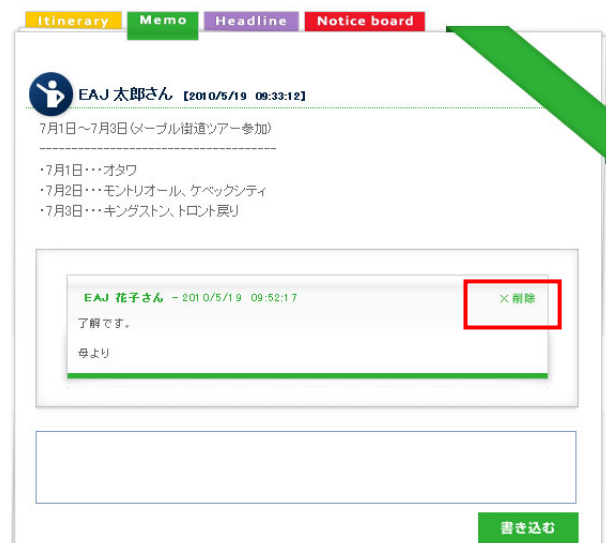 Itinerary Memo Headline Notice board
EAJ 太郎さん [2010/5/19 09:33:12]
7月1日～7月3日(メープル街道ツアー参加)
------------------------------------
・7月1日・・・オタワ
・7月2日・・・モントリオール、ケベックシティ
・7月3日・・・キングストン、トロント戻り
EAJ 花子さん - 2010/5/19 09:52:17 ×削除
了解です。
母より
書き込む